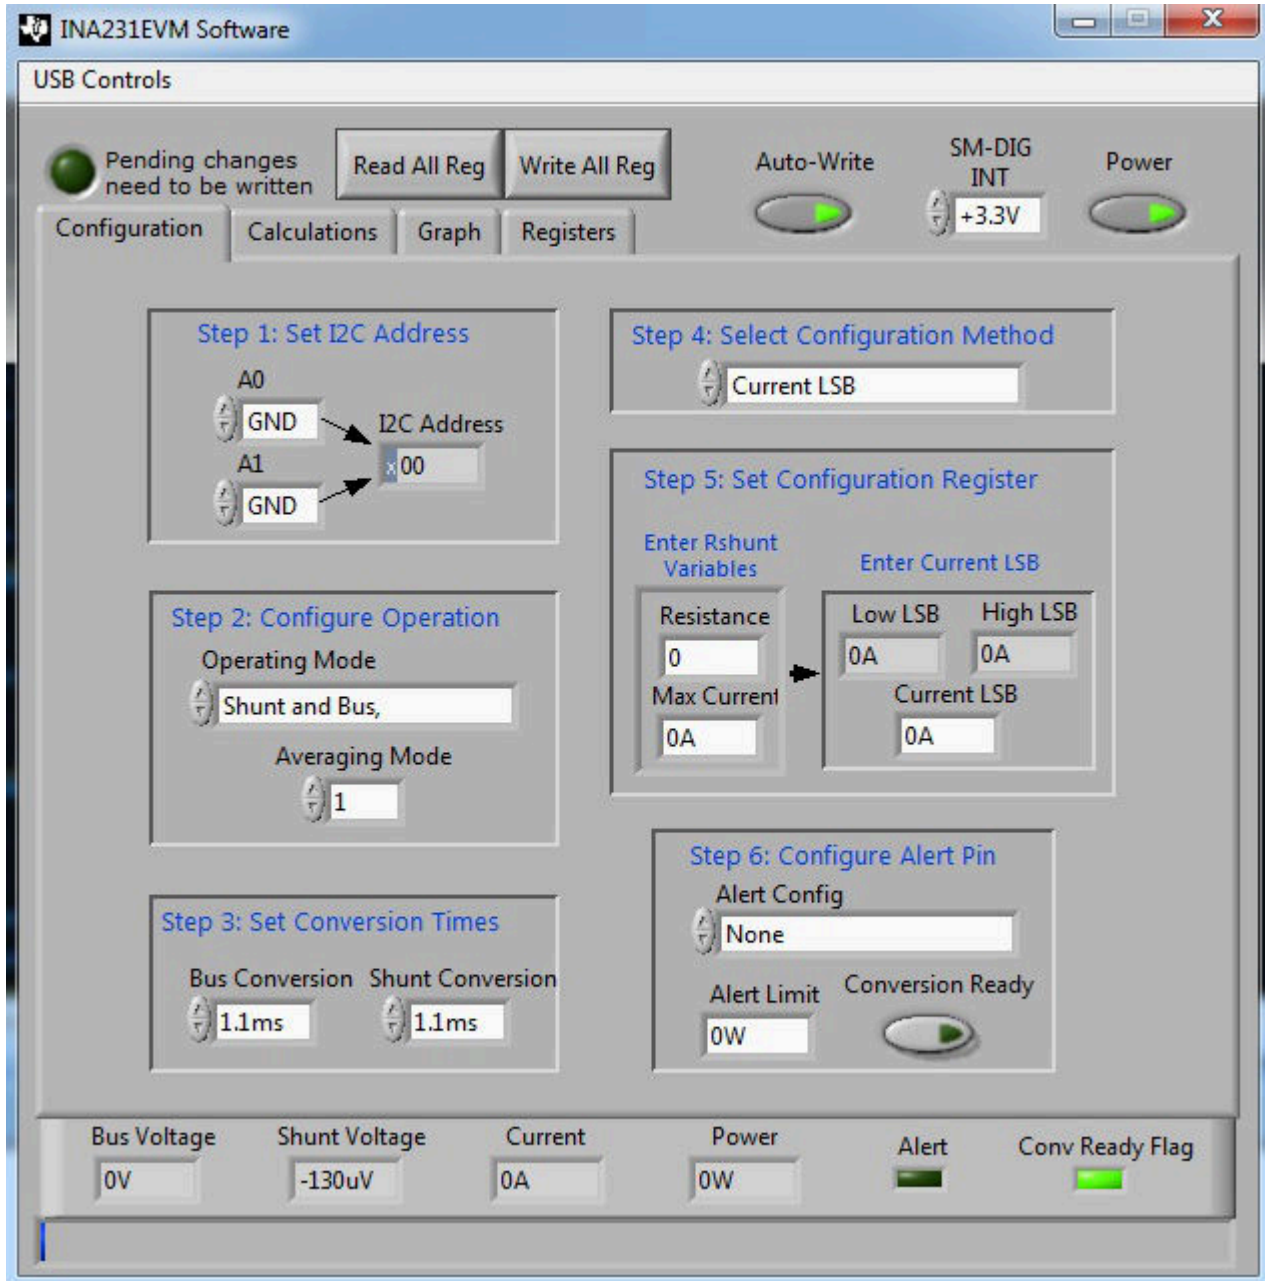 INA231EVM Software
USB Controls
Pending changes
need to be written
Read All Reg
Write All Reg
Auto-Write
SM-DIG
INT
+3.3V
Power
Configuration
Calculations
Graph
Registers
Step 1: Set I2C Address
A0
GND
I2C Address
x00
A1
GND
Step 2: Configure Operation
Operating Mode
Shunt and Bus,
Averaging Mode
1
Step 3: Set Conversion Times
Bus Conversion
Shunt Conversion
1.1ms
1.1ms
Step 4: Select Configuration Method
Current LSB
Step 5: Set Configuration Register
Enter Rshunt
Variables
Resistance
0
Max Current
0A
Enter Current LSB
Low LSB
High LSB
0A
0A
Current LSB
0A
Step 6: Configure Alert Pin
Alert Config
None
Alert Limit
0W
Conversion Ready
Bus Voltage
Shunt Voltage
Current
Power
Alert
Conv Ready Flag
0V
-130uV
0A
0W